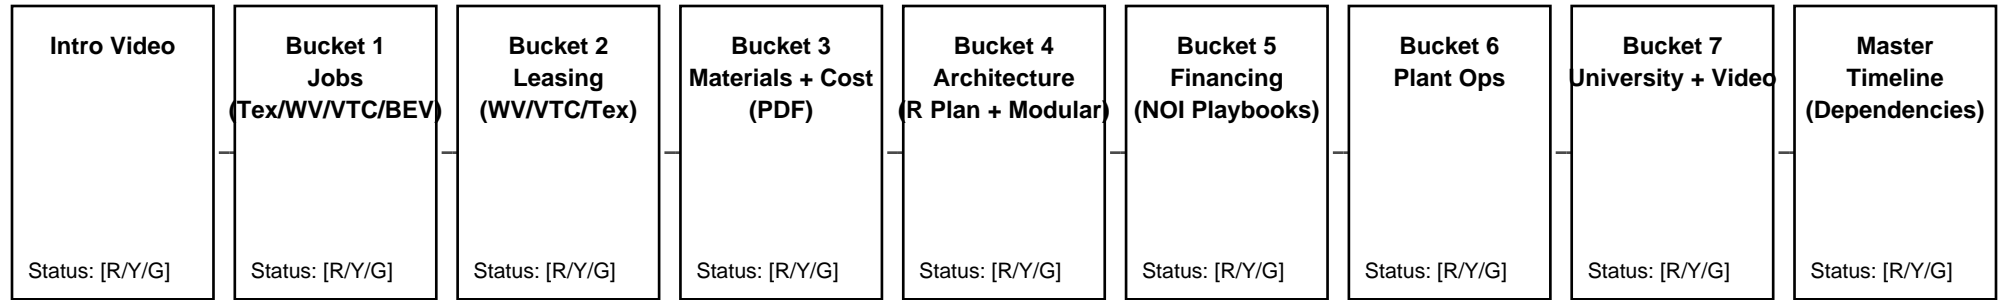 Intro Video
Status: [R/Y/G]
Bucket 1
Jobs
(Tex/WV/VTC/BEV)
Status: [R/Y/G]
Bucket 2
Leasing
(WV/VTC/Tex)
Status: [R/Y/G]
Bucket 3
Materials + Cost
(PDF)
Status: [R/Y/G]
Bucket 4
Architecture
(R Plan + Modular)
Status: [R/Y/G]
Bucket 5
Financing
(NOI Playbooks)
Status: [R/Y/G]
Bucket 6
Plant Ops
Status: [R/Y/G]
Bucket 7
University + Video
Status: [R/Y/G]
Master
Timeline
(Dependencies)
Status: [R/Y/G]